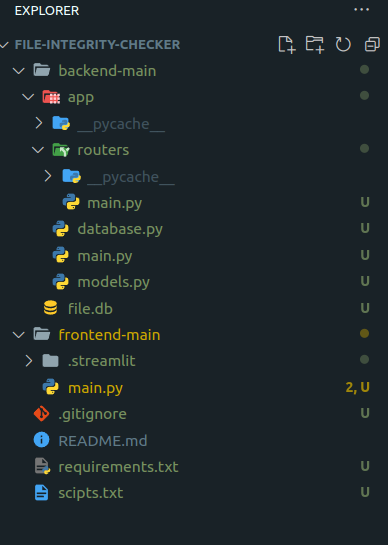 EXPLORER
FILE-INTEGRITY-CHECKER
backend-main
app
__pycache__
routers
__pycache__
main.py U
database.py U
main.py U
models.py U
file.db U
frontend-main
.streamlit
main.py 2, U
.gitignore U
README.md
requirements.txt U
scipts.txt U